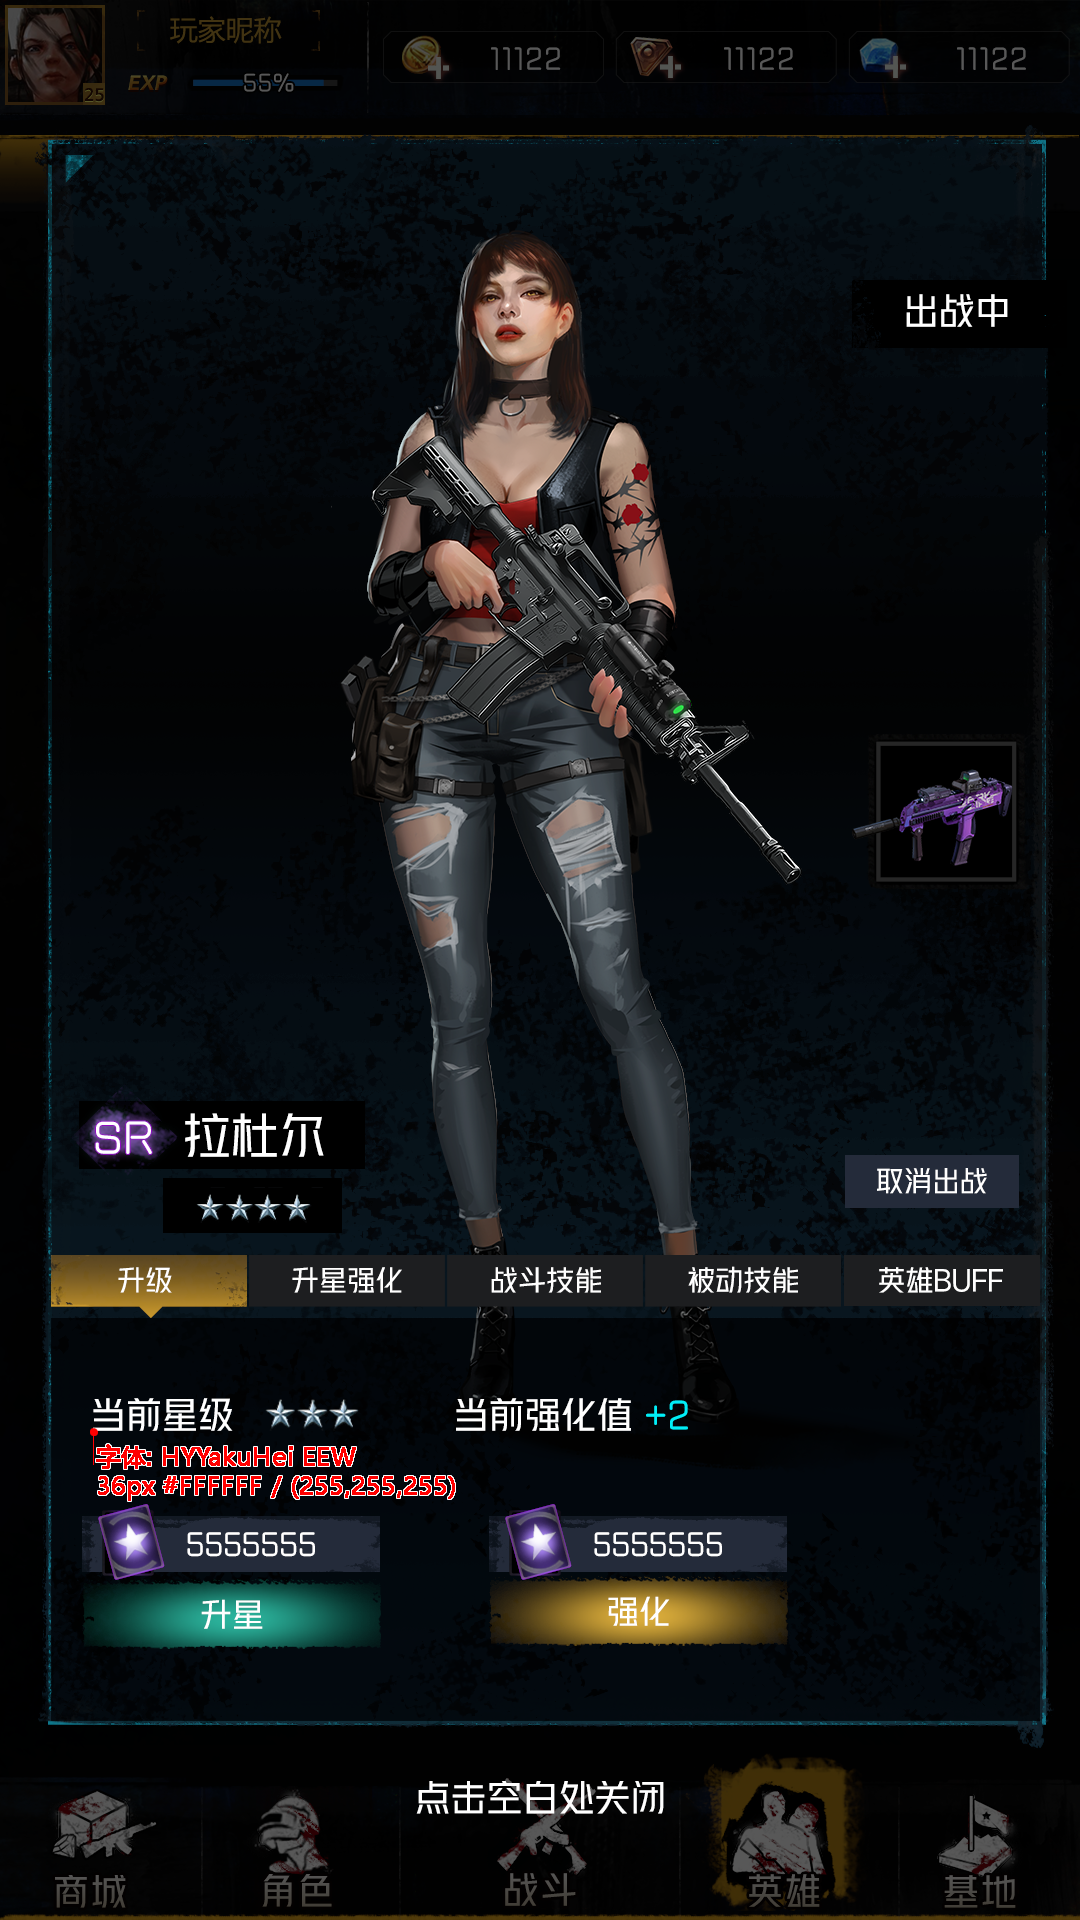 玩家昵称
25
EXP
55%
11122
11122
11122
出战中
SR
拉杜尔
取消出战
升级
升星强化
战斗技能
被动技能
英雄BUFF
当前星级
当前强化值 +2
字体: HYYakuHei EEW
36px #FFFFFF / (255,255,255)
5555555
5555555
升星
强化
点击空白处关闭
商城
角色
战斗
英雄
基地